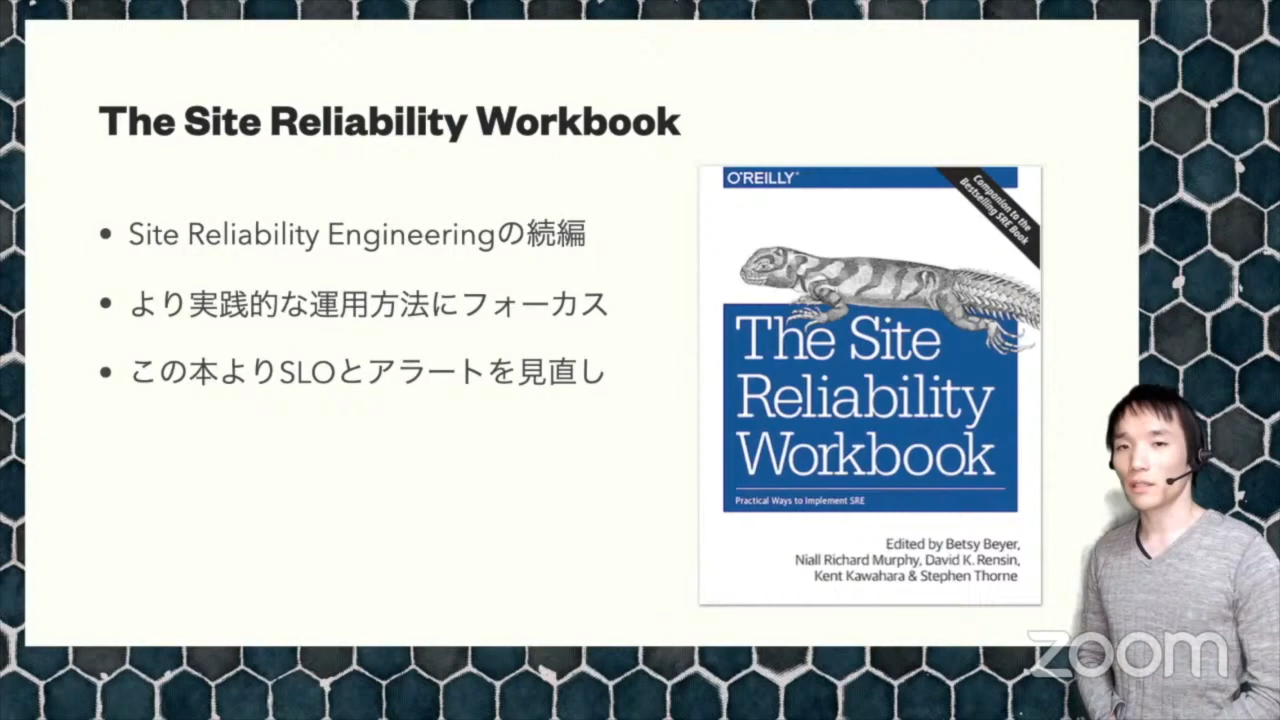 The Site Reliability Workbook
• Site Reliability Engineeringの続編
• より実践的な運用方法にフォーカス
• この本よりSLOとアラートを見直し
O'REILLY®
Companion to the
Bestselling SRE Book
The Site
Reliability
Workbook
Practical Ways to Implement SRE
Edited by Betsy Beyer,
Niall Richard Murphy, David K. Rensin,
Kent Kawahara & Stephen Thorne
zoom